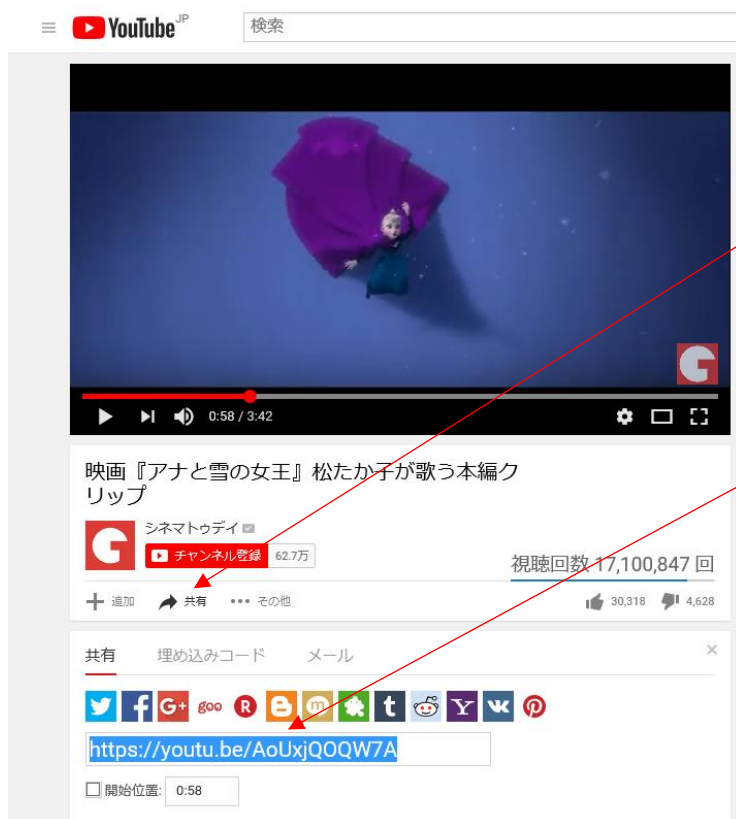 YouTube JP
検索
0:58 / 3:42
映画『アナと雪の女王』松たか子が歌う本編ク
リップ
シネマトゥデイ
チャンネル登録 62.7万
視聴回数 17,100,847 回
追加 共有 その他 30,318 4,628
共有 埋め込みコード メール
G+ goo R m t Y
https://youtu.be/AoUxjQOQW7A
開始位置: 0:58